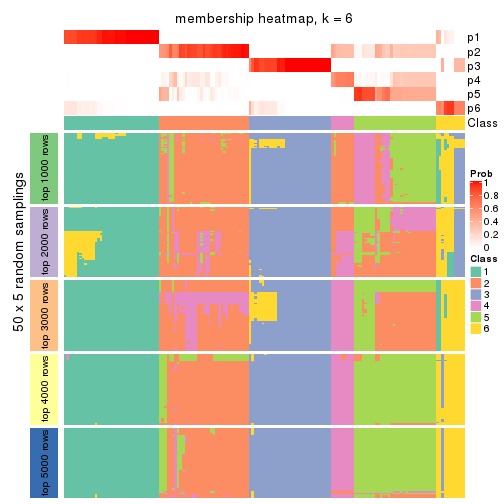 membership heatmap, k = 6
p1
p2
p3
p4
p5
p6
Class
50 x 5 random samplings
top 1000 rows
top 2000 rows
top 3000 rows
top 4000 rows
top 5000 rows
Prob
1
0.8
0.6
0.4
0.2
0
Class
1
2
3
4
5
6